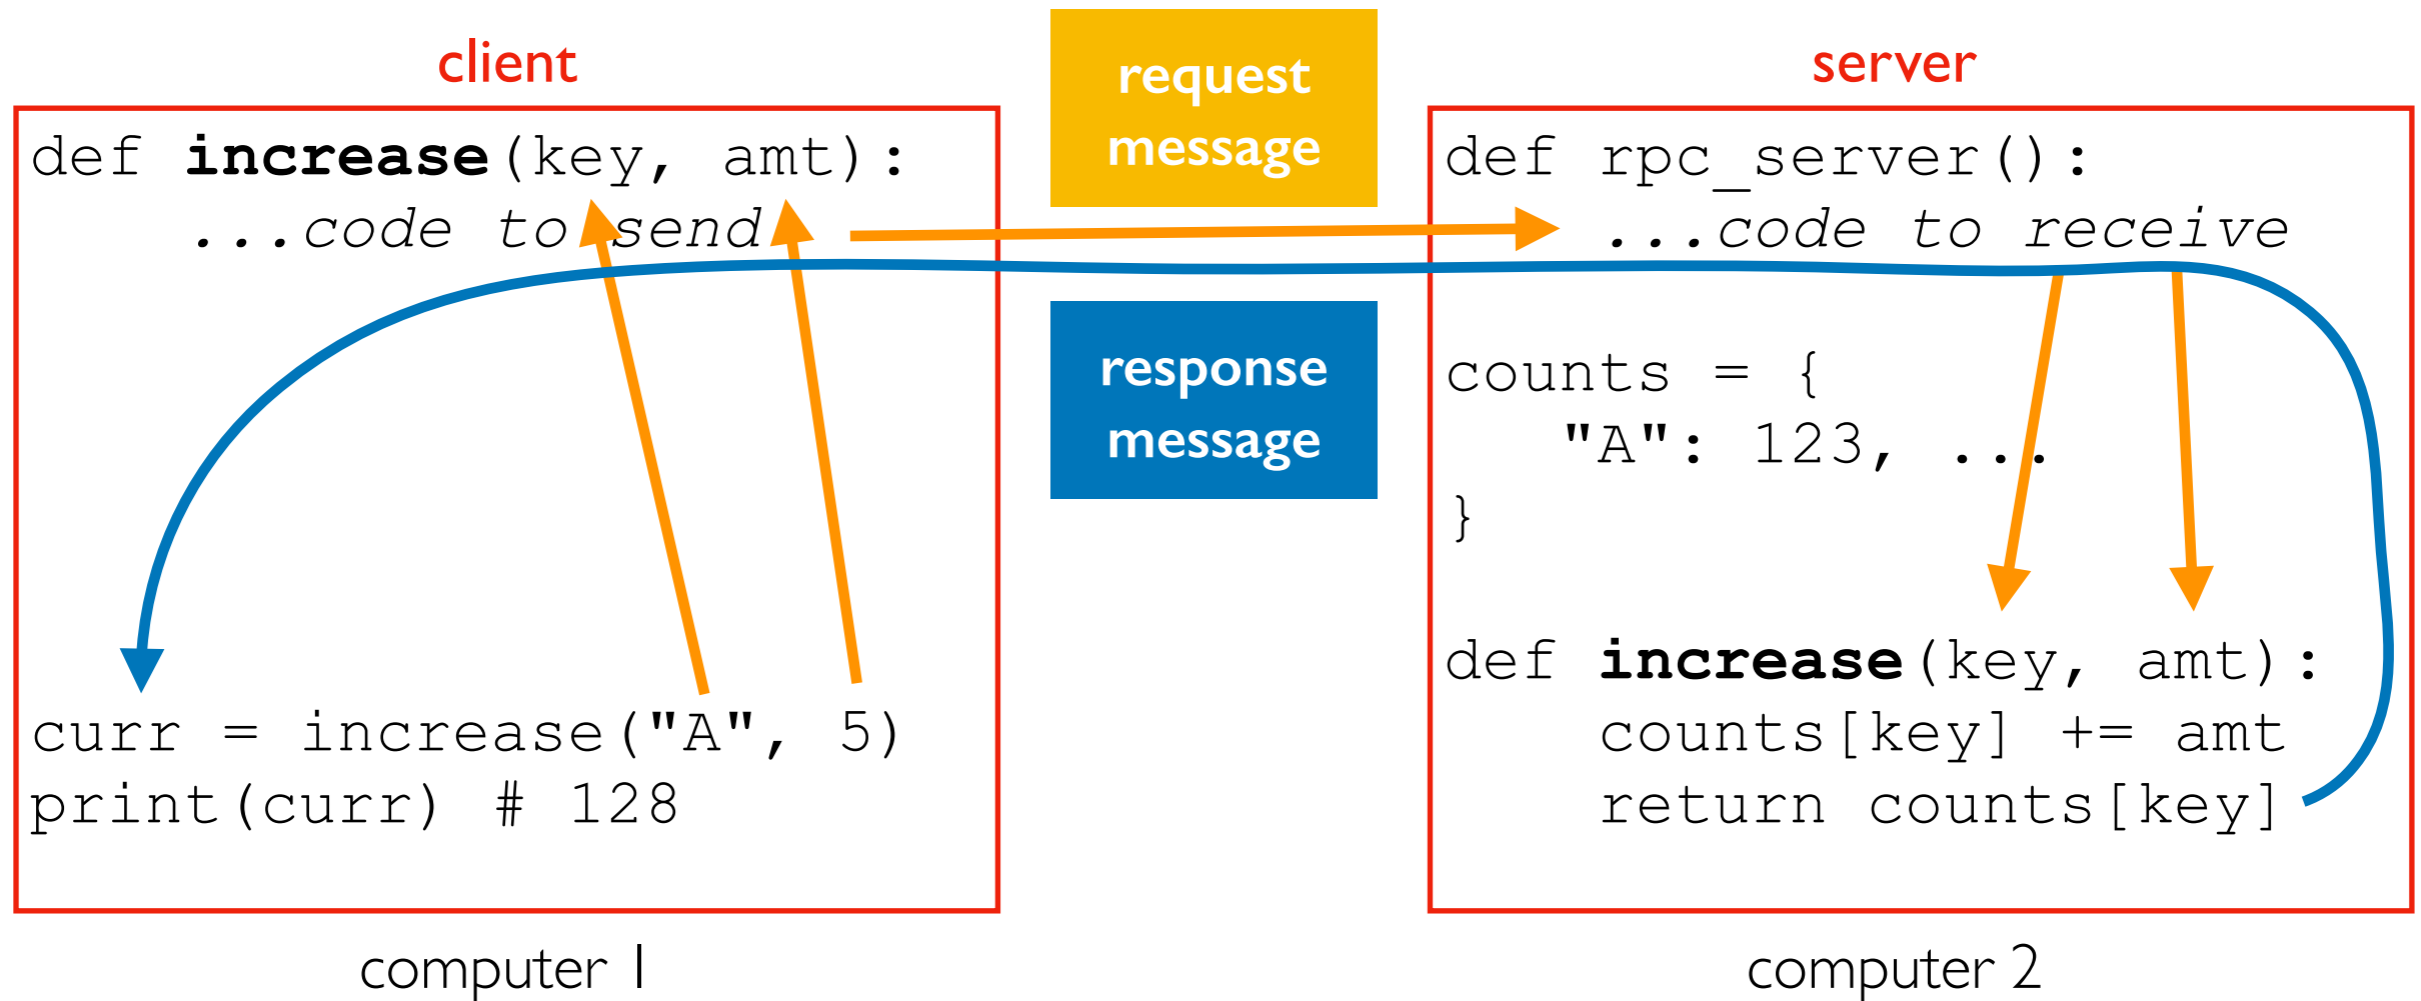 client
def increase(key, amt):
...code to send
curr = increase("A", 5)
print(curr) # 128
computer 1
request
message
response
message
server
def rpc_server():
...code to receive
counts = {
"A": 123, ...
}
def increase(key, amt):
counts[key] += amt
return counts[key]
computer 2